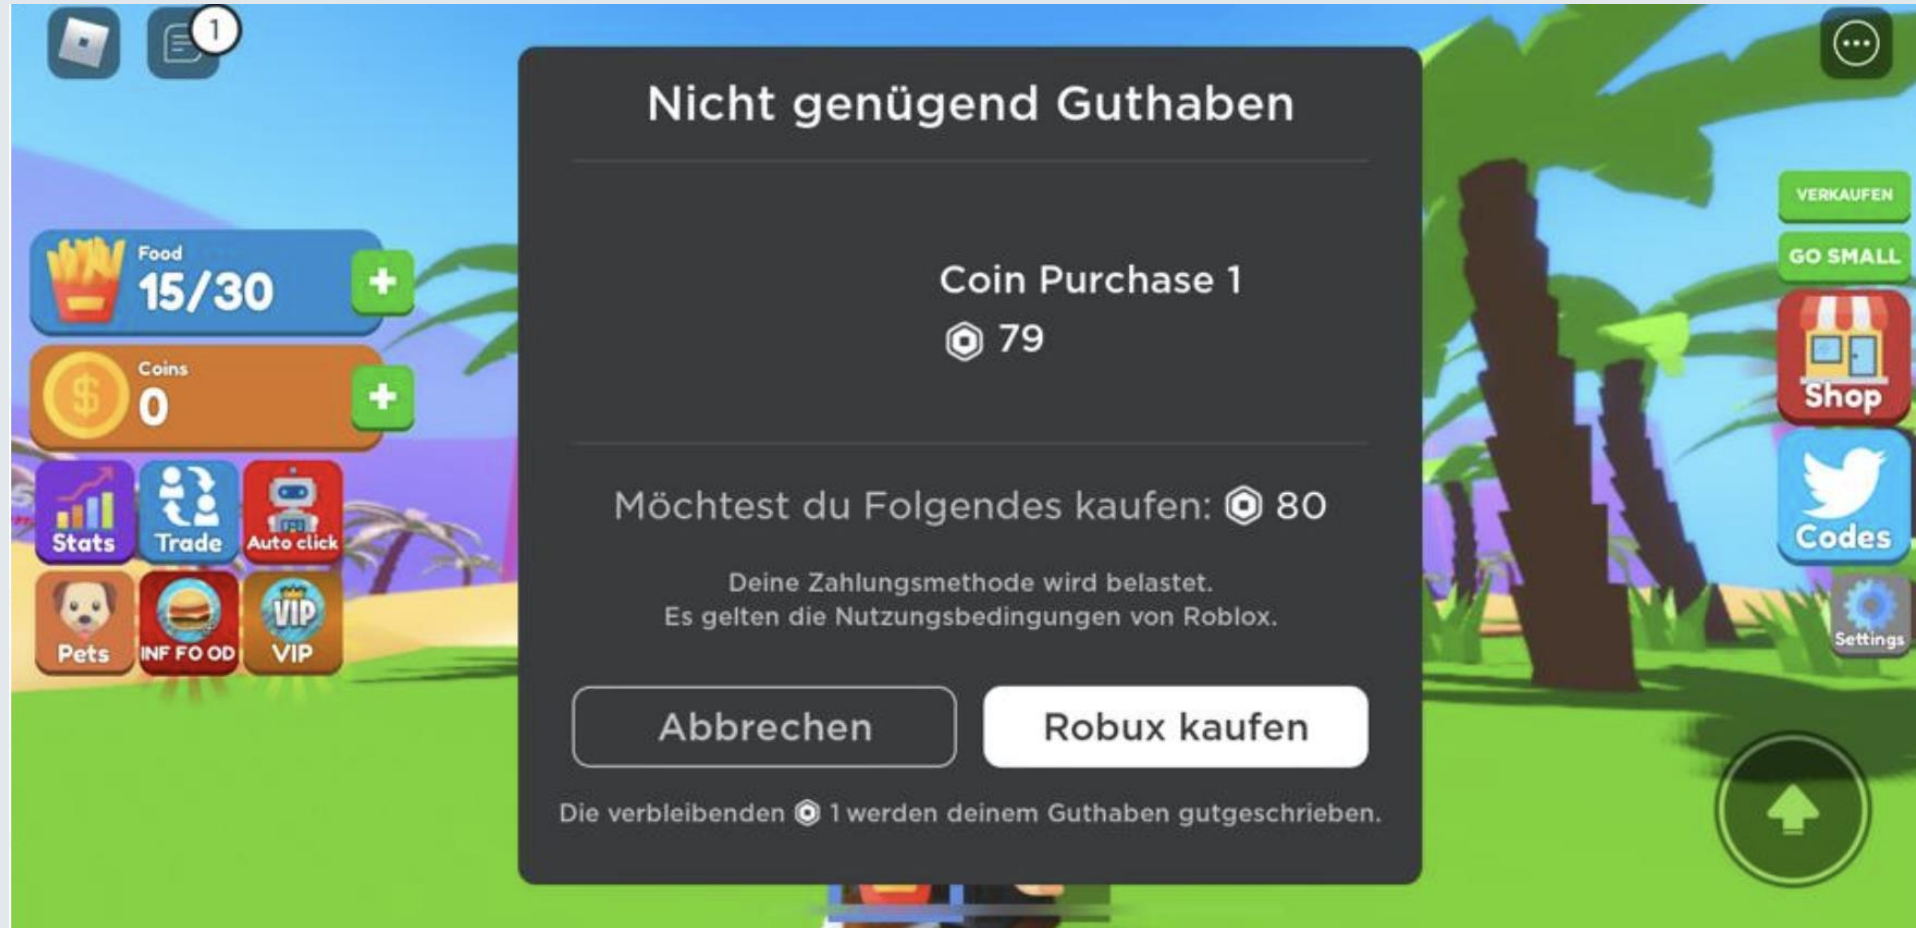 1
Nicht genügend Guthaben
Coin Purchase 1
79
Möchtest du Folgendes kaufen: 80
Deine Zahlungsmethode wird belastet.
Es gelten die Nutzungsbedingungen von Roblox.
Abbrechen
Robux kaufen
Die verbleibenden 1 werden deinem Guthaben gutgeschrieben.
Food
15/30
+
Coins
$
0
+
Stats
Trade
Auto click
Pets
INF FO OD
VIP
VIP
VERKAUFEN
GO SMALL
Shop
Codes
Settings